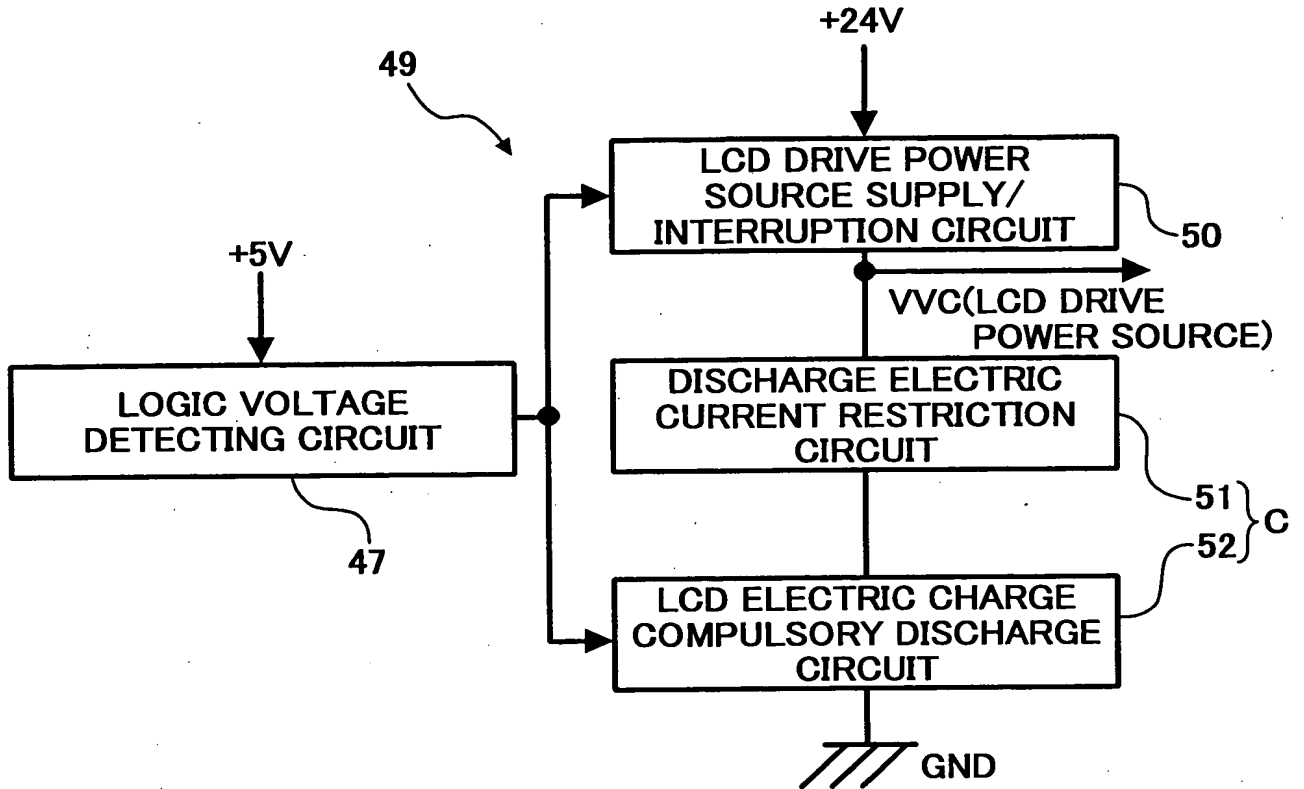 +24V
49
LCD DRIVE POWER
SOURCE SUPPLY/
INTERRUPTION CIRCUIT
50
+5V
VVC(LCD DRIVE
POWER SOURCE)
LOGIC VOLTAGE
DETECTING CIRCUIT
47
DISCHARGE ELECTRIC
CURRENT RESTRICTION
CIRCUIT
51
52
C
LCD ELECTRIC CHARGE
COMPULSORY DISCHARGE
CIRCUIT
GND